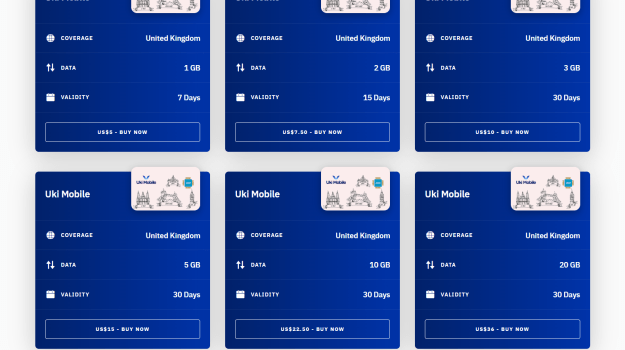 COVERAGE United Kingdom
DATA 1 GB
VALIDITY 7 Days
US$5 - BUY NOW
COVERAGE United Kingdom
DATA 2 GB
VALIDITY 15 Days
US$7.50 - BUY NOW
COVERAGE United Kingdom
DATA 3 GB
VALIDITY 30 Days
US$10 - BUY NOW
Uki Mobile
Uki Mobile
COVERAGE United Kingdom
DATA 5 GB
VALIDITY 30 Days
US$15 - BUY NOW
Uki Mobile
Uki Mobile
COVERAGE United Kingdom
DATA 10 GB
VALIDITY 30 Days
US$22.50 - BUY NOW
Uki Mobile
Uki Mobile
COVERAGE United Kingdom
DATA 20 GB
VALIDITY 30 Days
US$36 - BUY NOW